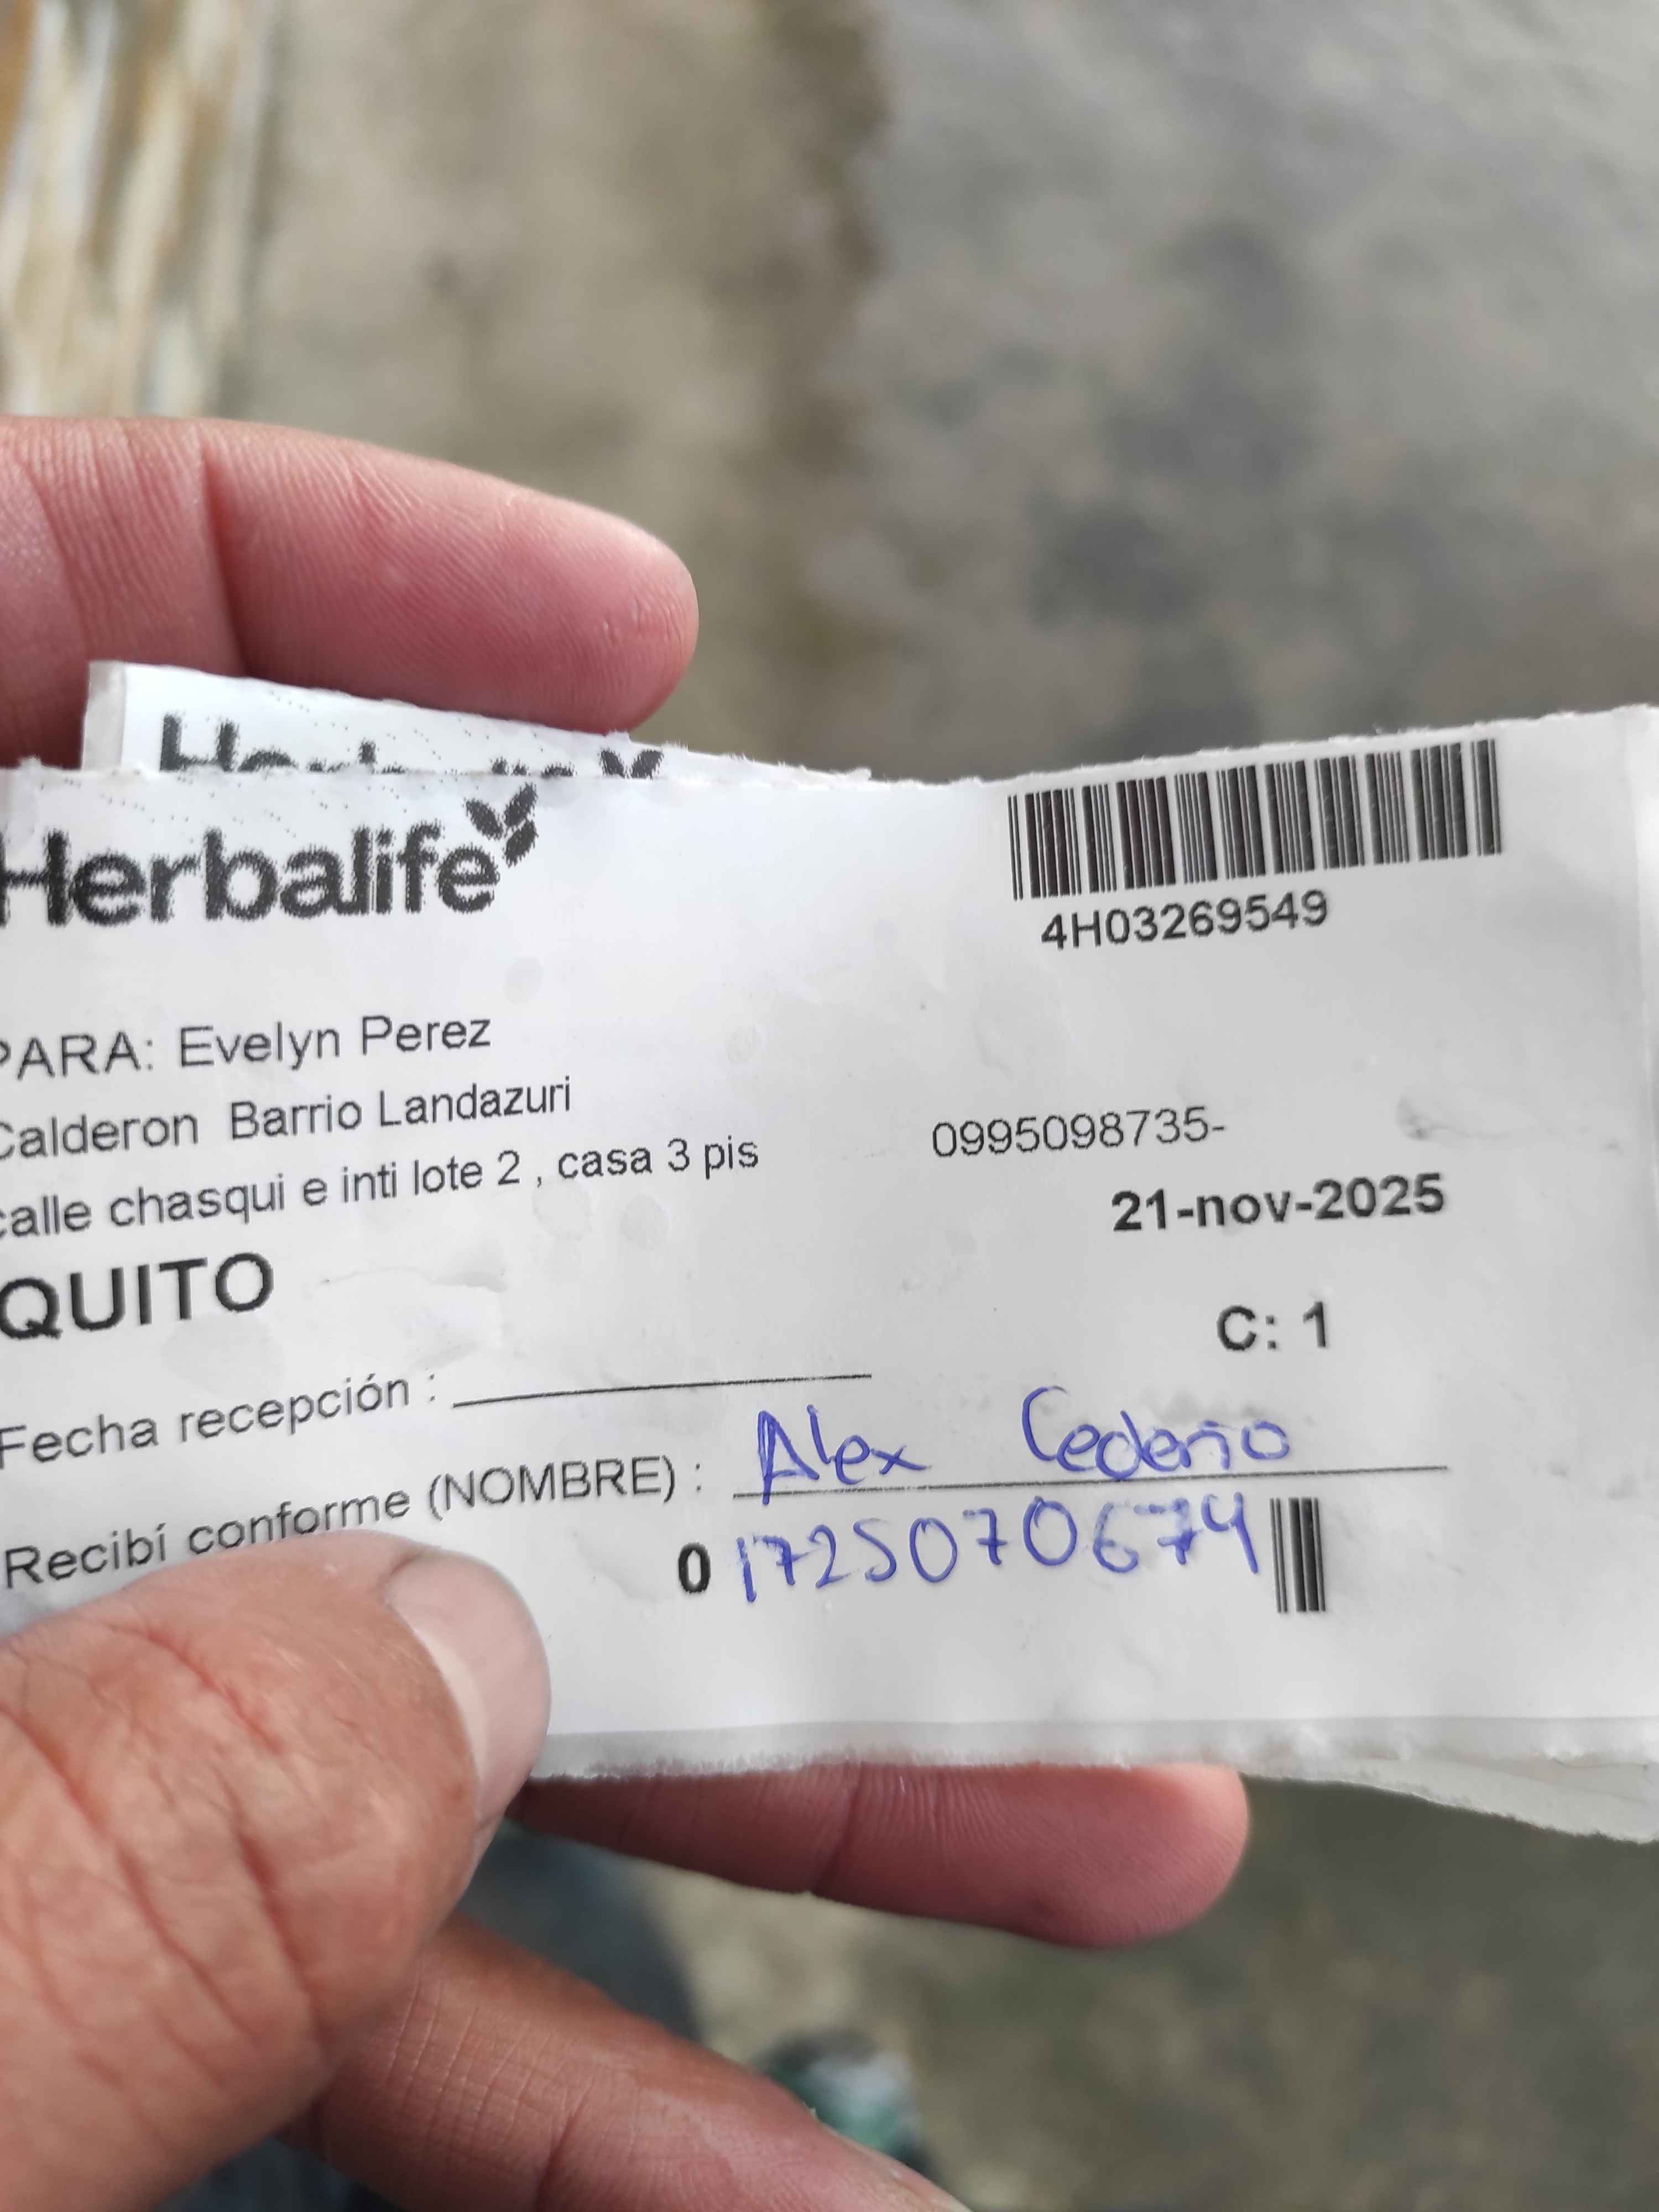 Herbalife
4H03269549
PARA: Evelyn Perez
Calderon Barrio Landazuri
calle chasqui e inti lote 2 , casa 3 pis
0995098735-
21-nov-2025
QUITO
C: 1
Fecha recepción :
Recibí conforme (NOMBRE) : Alex Cedeño
0 1725070674